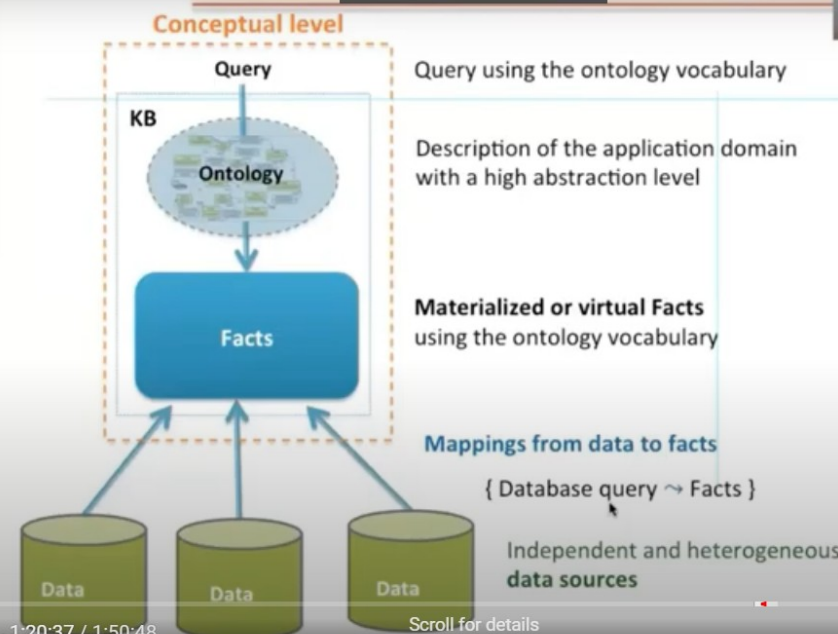 Conceptual level
Query
Query using the ontology vocabulary
KB
Ontology
Description of the application domain
with a high abstraction level
Facts
Materialized or virtual Facts
using the ontology vocabulary
Mappings from data to facts
{ Database query ⤳ Facts }
Independent and heterogeneous
data sources
Data
Data
Data
1:20:37 / 1:50:48
Scroll for details